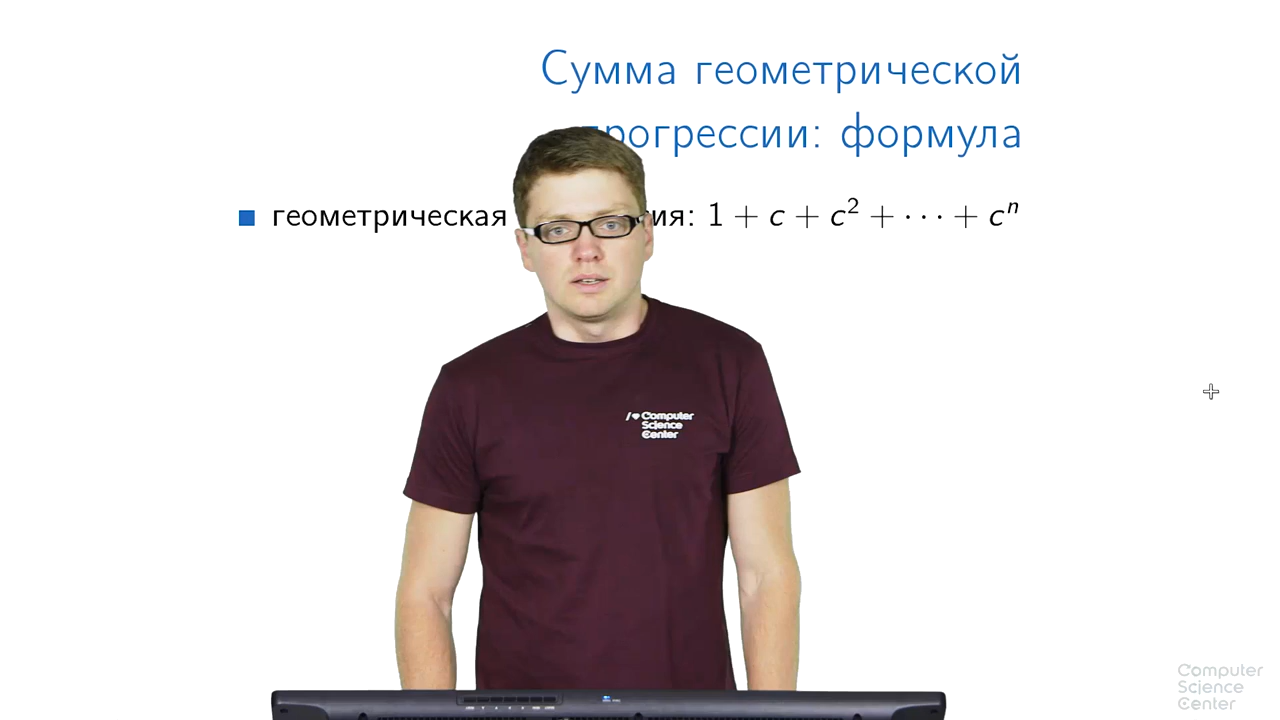 Сумма геометрической
прогрессии: формула
геометрическая ия: 1 + c + c² + · · · + cⁿ
I ♥ Computer
Science
Center
Computer
Science
Center